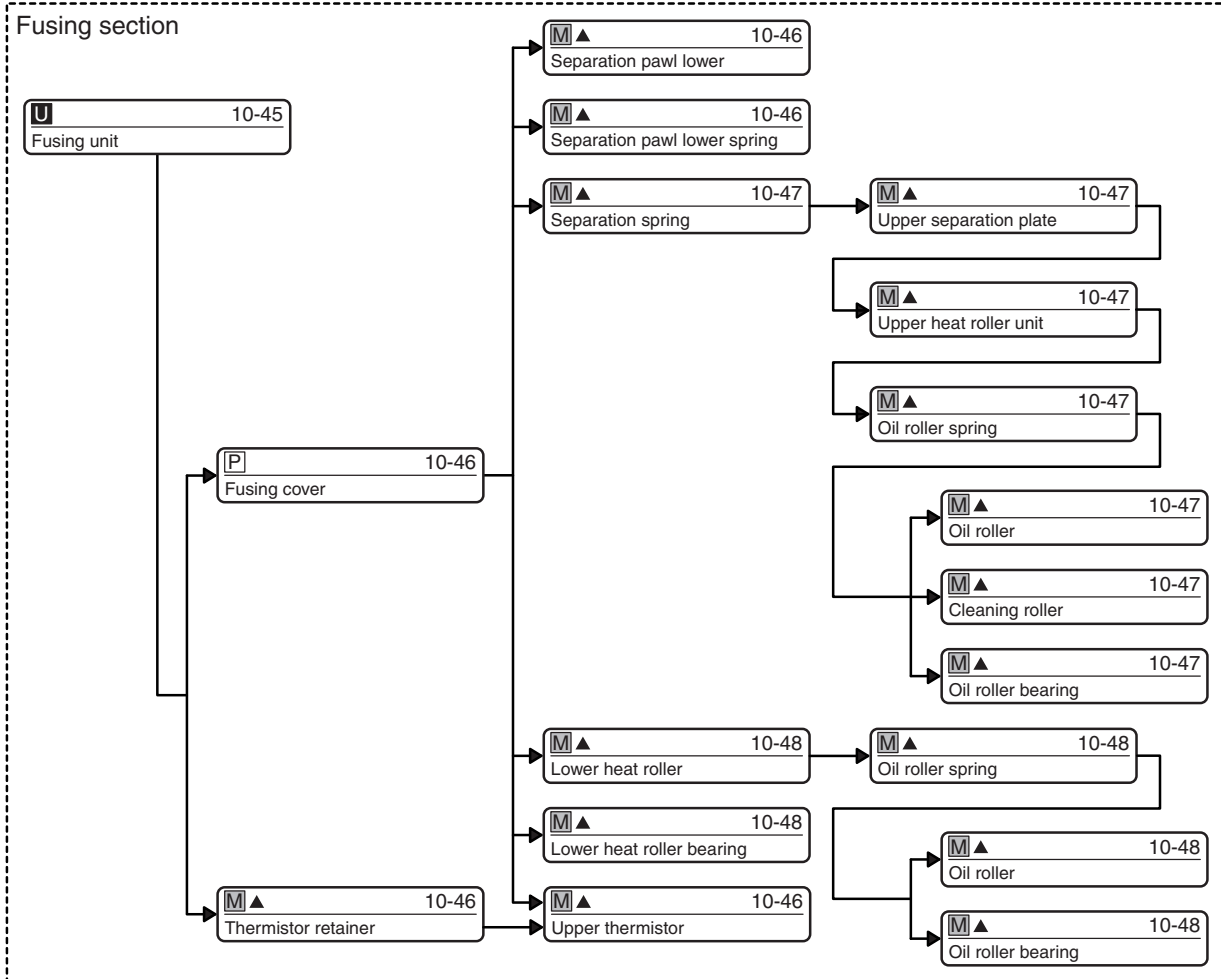 Fusing section
U 10-45
Fusing unit
M ▲ 10-46
Separation pawl lower
M ▲ 10-46
Separation pawl lower spring
M ▲ 10-47
Separation spring
M ▲ 10-47
Upper separation plate
M ▲ 10-47
Upper heat roller unit
M ▲ 10-47
Oil roller spring
P 10-46
Fusing cover
M ▲ 10-47
Oil roller
M ▲ 10-47
Cleaning roller
M ▲ 10-47
Oil roller bearing
M ▲ 10-48
Lower heat roller
M ▲ 10-48
Oil roller spring
M ▲ 10-48
Lower heat roller bearing
M ▲ 10-48
Oil roller
M ▲ 10-46
Thermistor retainer
M ▲ 10-46
Upper thermistor
M ▲ 10-48
Oil roller bearing